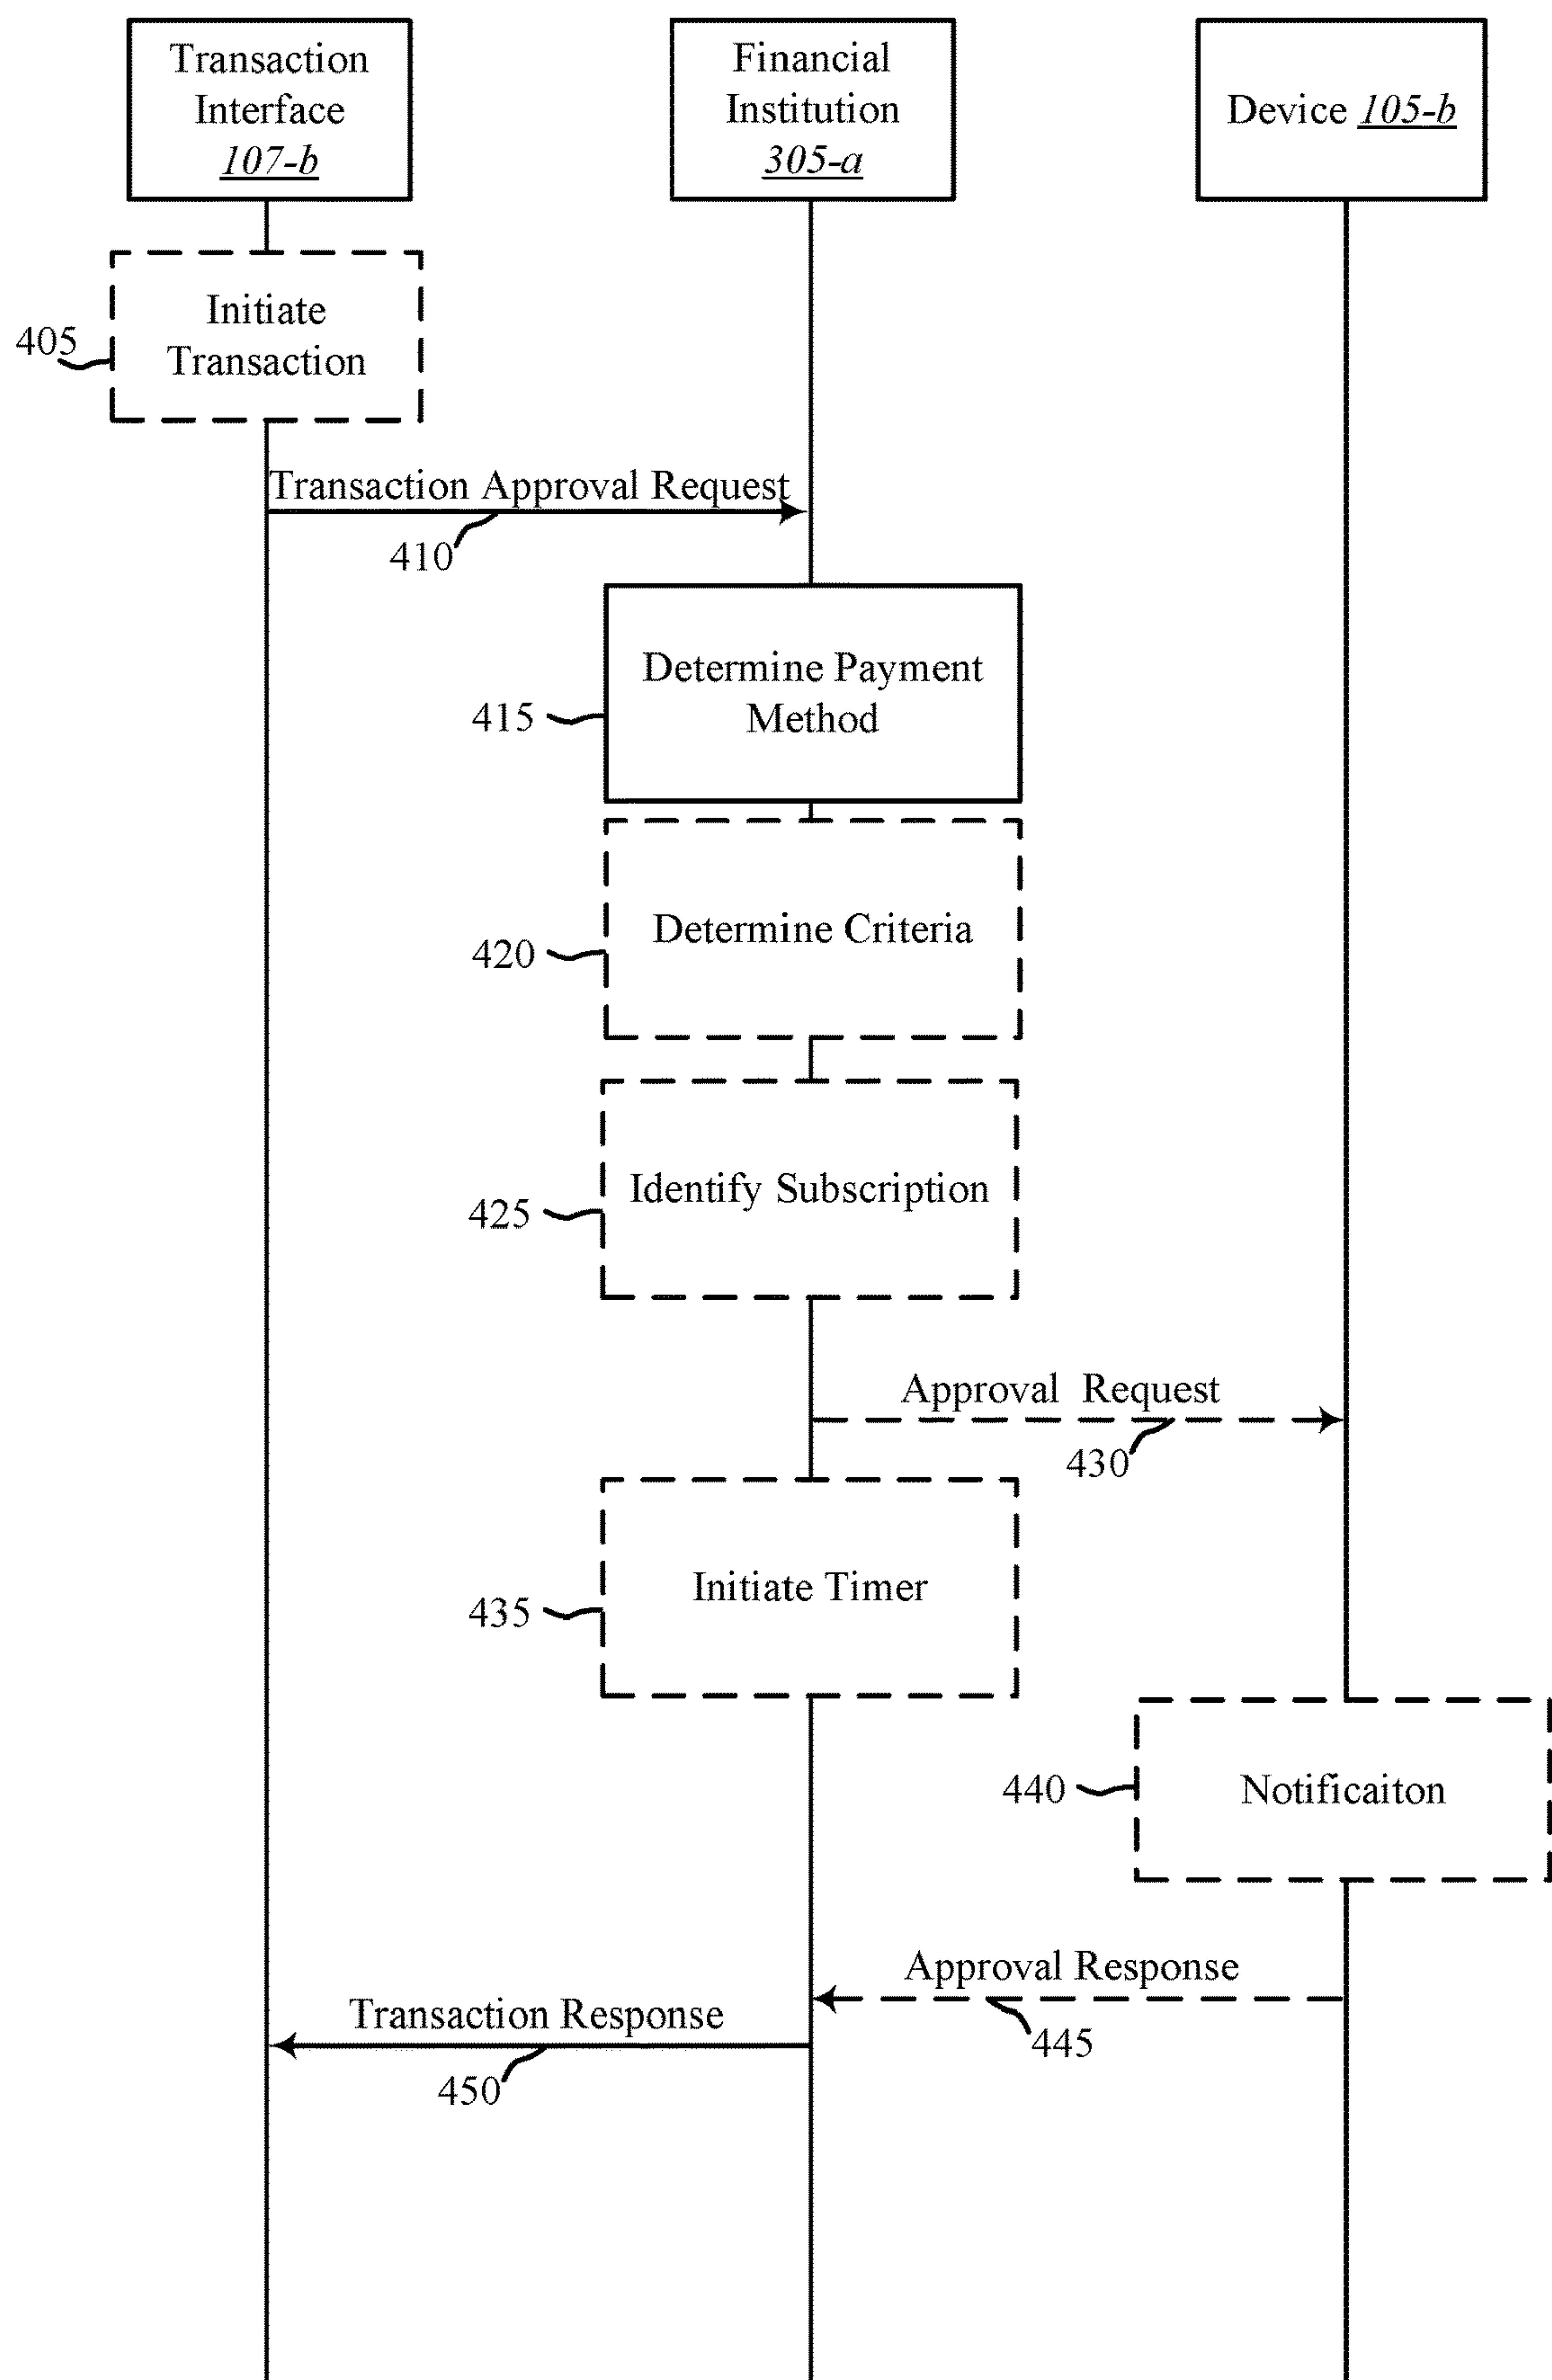 Transaction
Interface
107-b
Financial
Institution
305-a
Device 105-b
Initiate
Transaction
405
Transaction Approval Request
410
Determine Payment
Method
415
Determine Criteria
420
Identify Subscription
425
Approval Request
430
Initiate Timer
435
Notificaiton
440
Approval Response
445
Transaction Response
450